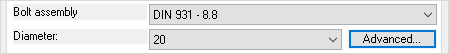 Bolt assembly DIN 931 - 8.8
Diameter: 20 Advanced...